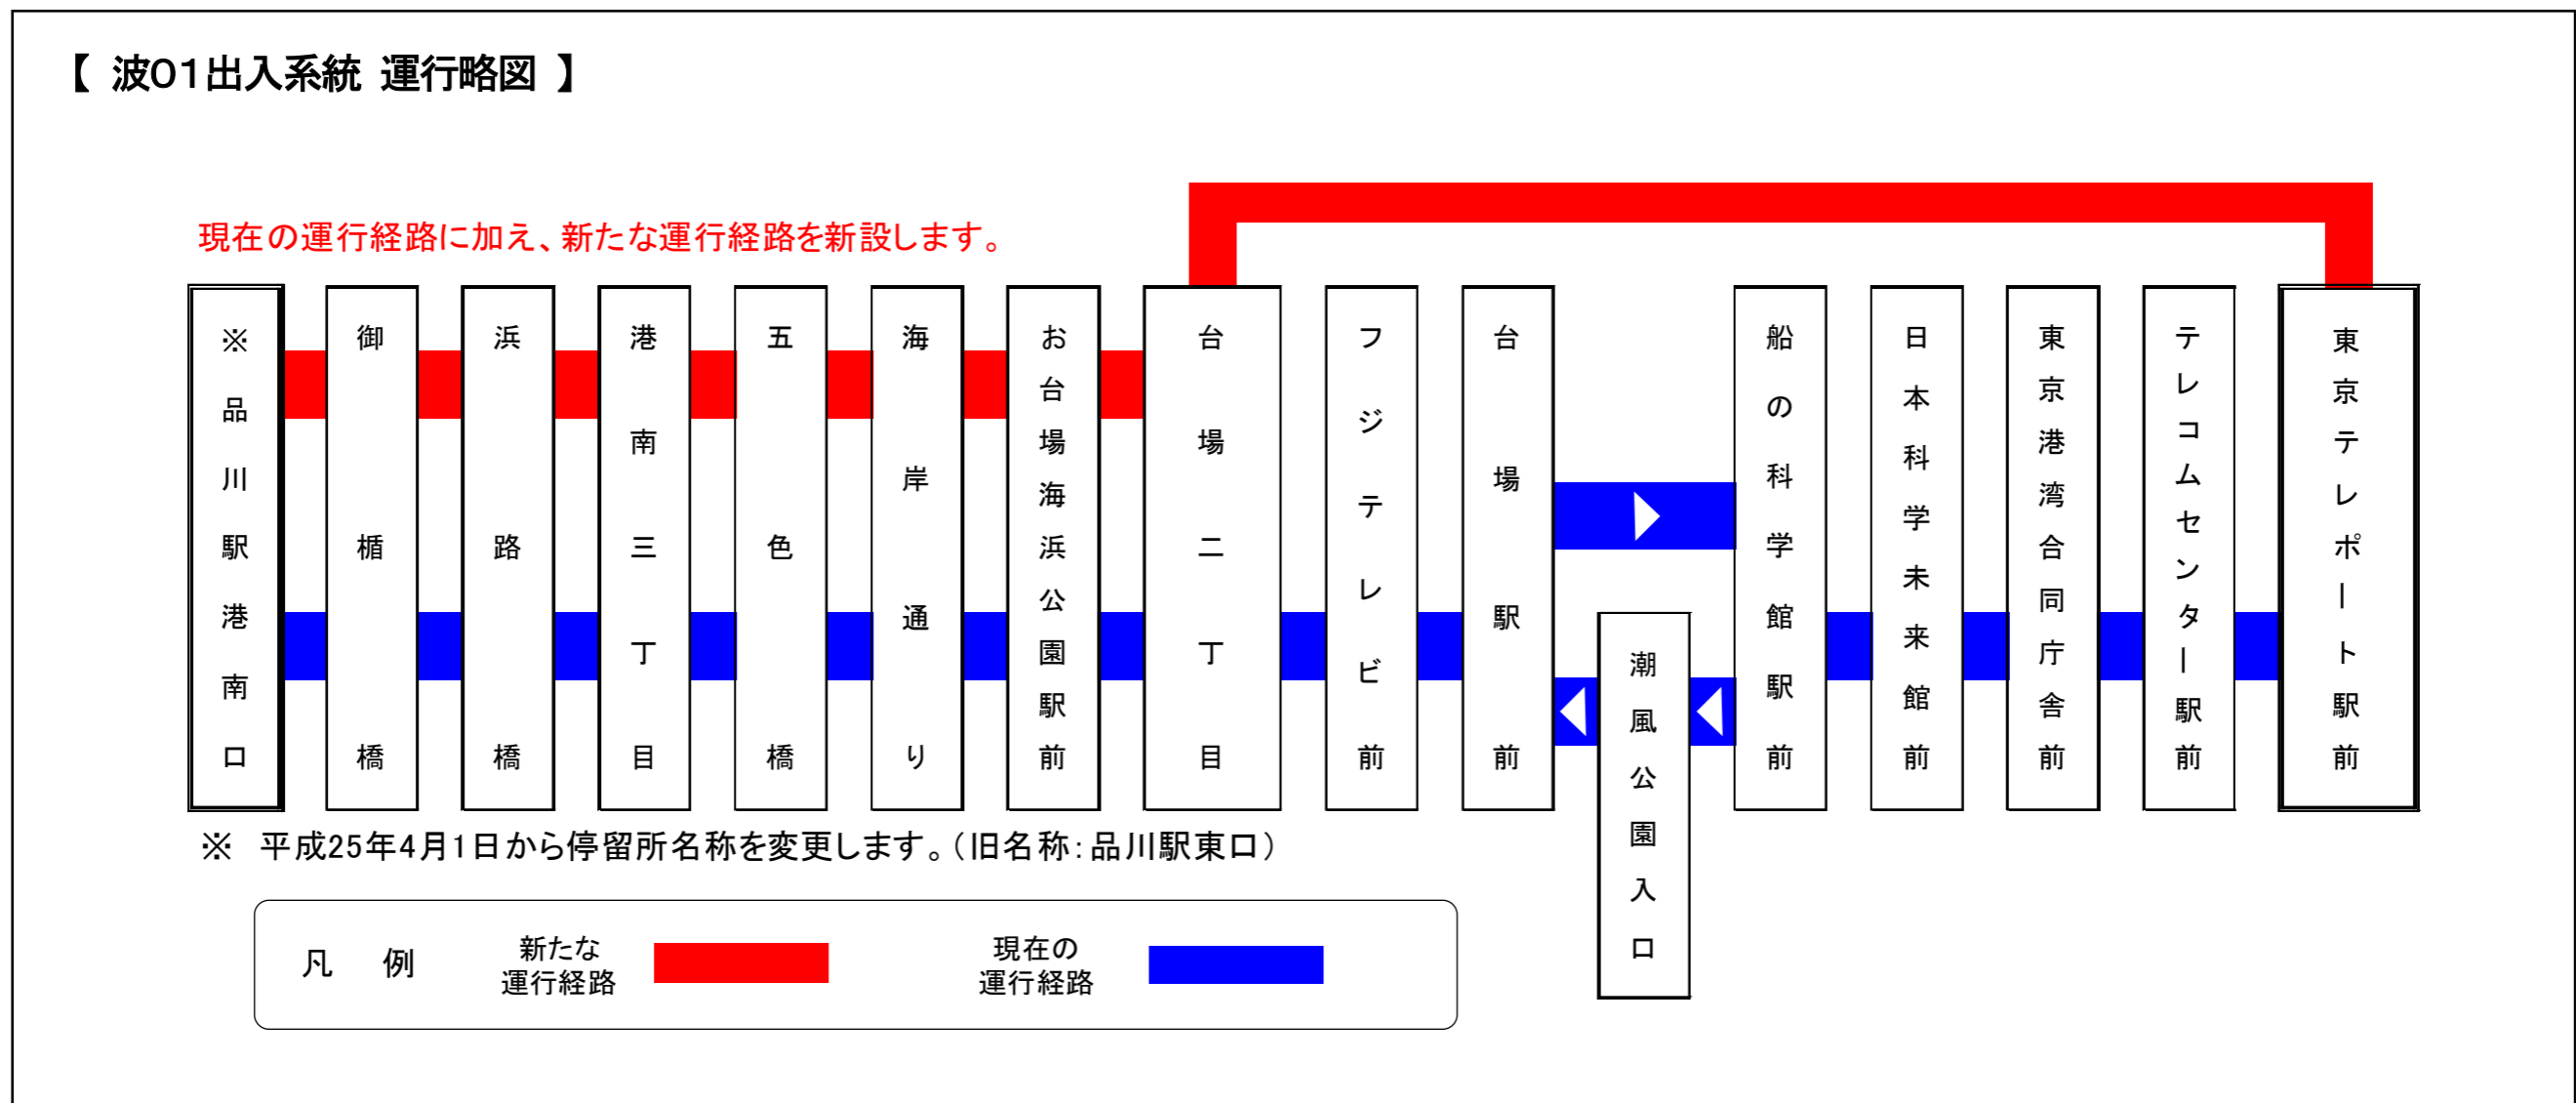 【 波01出入系統 運行略図 】
現在の運行経路に加え、新たな運行経路を新設します。
※品川駅港南口
御楯橋
浜路橋
港南三丁目
五色橋
海岸通り
お台場海浜公園駅前
台場二丁目
フジテレビ前
台場駅前
潮風公園入口
船の科学館駅前
日本科学未来館前
東京港湾合同庁舎前
テレコムセンター駅前
東京テレポート駅前
※ 平成25年4月1日から停留所名称を変更します。（旧名称：品川駅東口）
凡 例
新たな
運行経路
現在の
運行経路